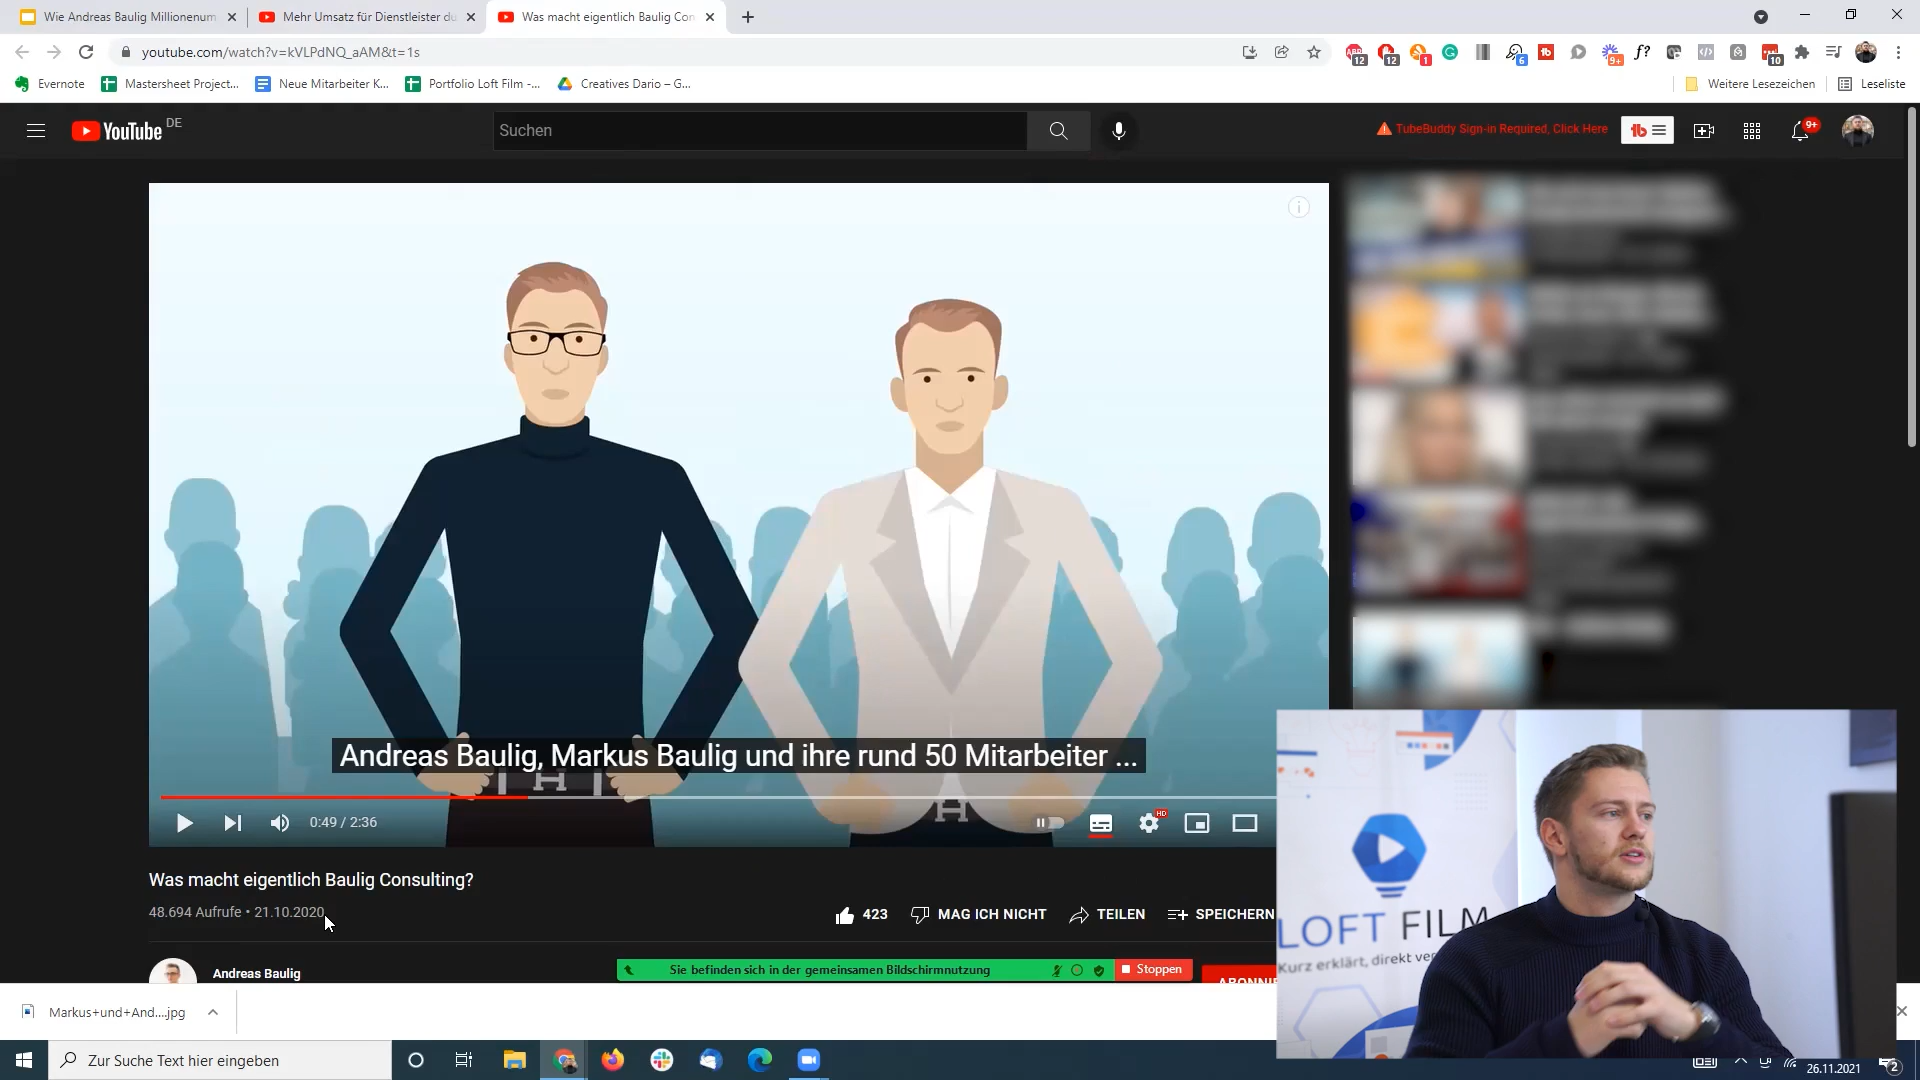 Wie Andreas Baulig Millionenum
Mehr Umsatz für Dienstleister du
Was macht eigentlich Baulig Con
youtube.com/watch?v=kVLPdNQ_aAM&t=1s
Evernote
Mastersheet Project...
Neue Mitarbeiter K...
Portfolio Loft Film -...
Creatives Dario – G...
Weitere Lesezeichen
Leseliste
YouTube DE
Suchen
TubeBuddy Sign-in Required, Click Here
9+
Andreas Baulig, Markus Baulig und ihre rund 50 Mitarbeiter ...
0:49 / 2:36
HD
Was macht eigentlich Baulig Consulting?
48.694 Aufrufe • 21.10.2020
423
MAG ICH NICHT
TEILEN
SPEICHERN
Andreas Baulig
Sie befinden sich in der gemeinsamen Bildschirmnutzung
Stoppen
LOFT FILM
Kurz erklärt, direkt ve
Markus+und+And....jpg
Zur Suche Text hier eingeben
26.11.2021
2